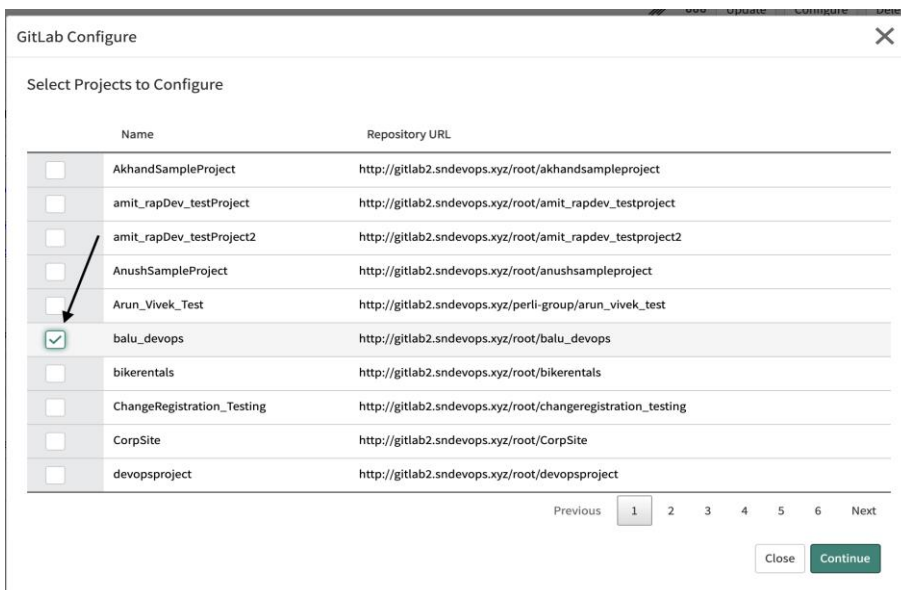 Update Configure Dele
GitLab Configure
Select Projects to Configure
Name Repository URL
AkhandSampleProject http://gitlab2.sndevops.xyz/root/akhandsampleproject
amit_rapDev_testProject http://gitlab2.sndevops.xyz/root/amit_rapdev_testproject
amit_rapDev_testProject2 http://gitlab2.sndevops.xyz/root/amit_rapdev_testproject2
AnushSampleProject http://gitlab2.sndevops.xyz/root/anushsampleproject
Arun_Vivek_Test http://gitlab2.sndevops.xyz/perli-group/arun_vivek_test
balu_devops http://gitlab2.sndevops.xyz/root/balu_devops
bikerentals http://gitlab2.sndevops.xyz/root/bikerentals
ChangeRegistration_Testing http://gitlab2.sndevops.xyz/root/changeregistration_testing
CorpSite http://gitlab2.sndevops.xyz/root/CorpSite
devopsproject http://gitlab2.sndevops.xyz/root/devopsproject
Previous 1 2 3 4 5 6 Next
Close Continue